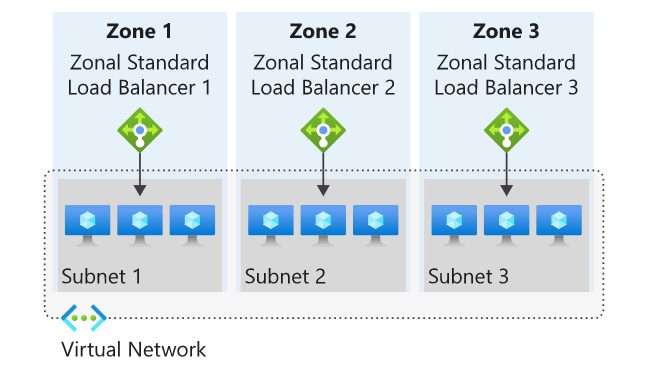 Zone 1
Zonal Standard
Load Balancer 1
Zone 2
Zonal Standard
Load Balancer 2
Zone 3
Zonal Standard
Load Balancer 3
Subnet 1
Subnet 2
Subnet 3
Virtual Network